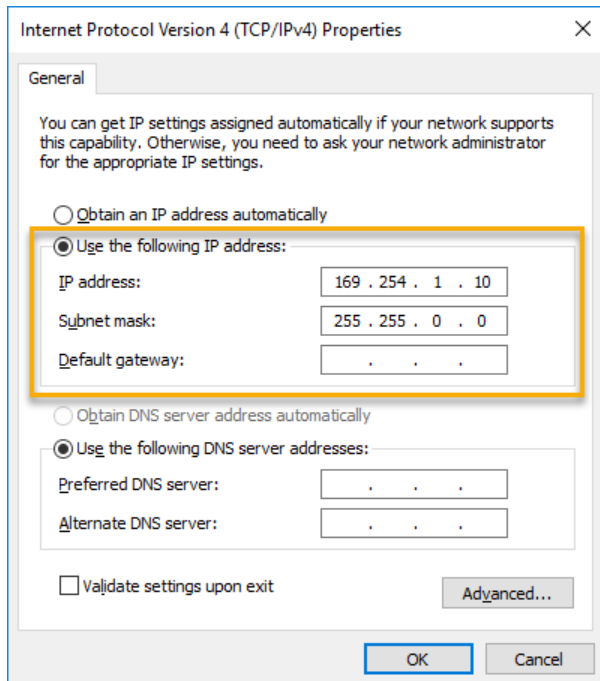 Internet Protocol Version 4 (TCP/IPv4) Properties
General
You can get IP settings assigned automatically if your network supports
this capability. Otherwise, you need to ask your network administrator
for the appropriate IP settings.
Obtain an IP address automatically
Use the following IP address:
IP address: 169 . 254 . 1 . 10
Subnet mask: 255 . 255 . 0 . 0
Default gateway: . . .
Obtain DNS server address automatically
Use the following DNS server addresses:
Preferred DNS server: . . .
Alternate DNS server: . . .
Validate settings upon exit
Advanced...
OK Cancel